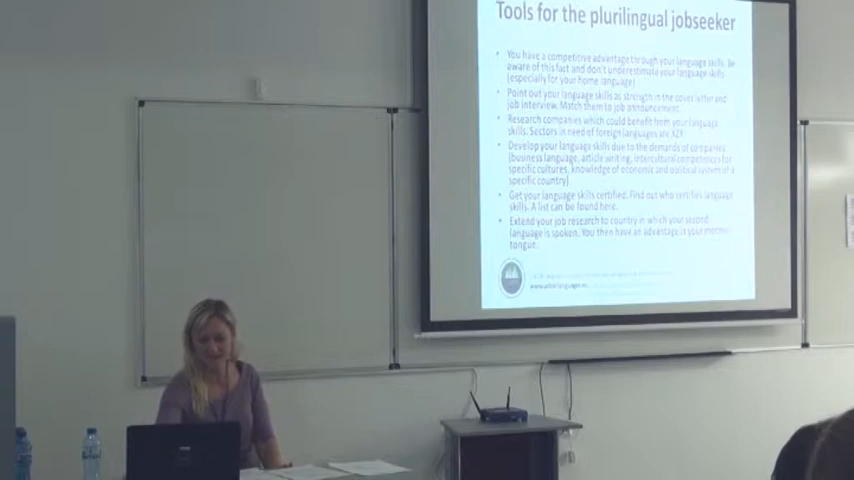 Tools for the plurilingual jobseeker
• You have a competitive advantage through your language skills. Be
aware of this fact and don't underestimate your language skills
(especially for your home language)
• Point out your language skills as strength in the cover letter and
job interview. Match them to job announcement.
• Research companies which could benefit from your language
skills. Sectors in need of foreign languages are XZY
• Develop your language skills due to the demands of companies
(business language, article writing, intercultural competences for
specific cultures, knowledge of economic and political system of a
specific country)
• Get your language skills certified. Find out who certifies language
skills. A list can be found here.
• Extend your job research to country in which your second
language is spoken. You then have an advantage in your mother
tongue.